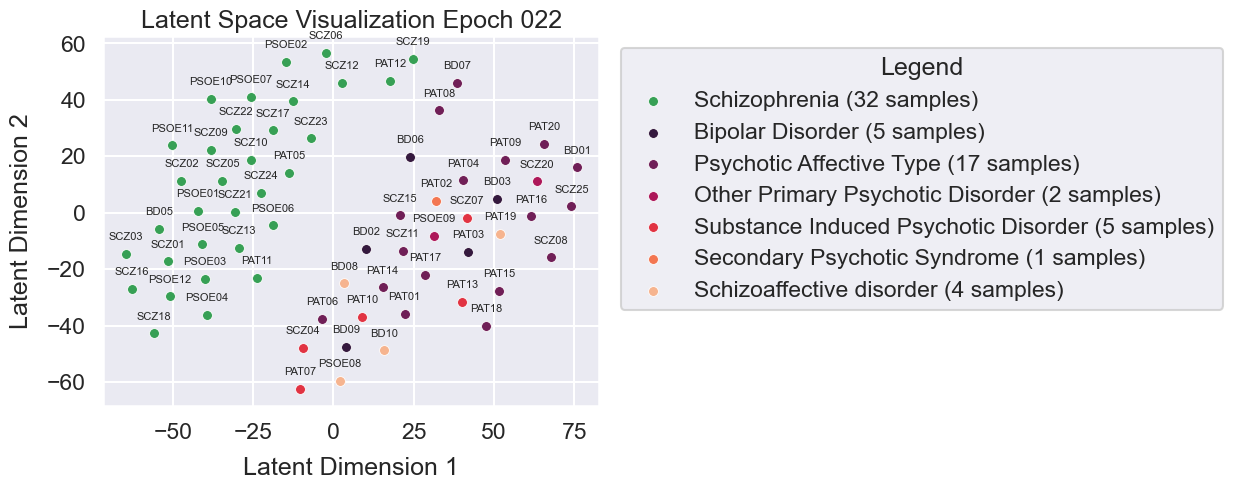 Latent Space Visualization Epoch 022
60
40
20
0
−20
−40
−60
Latent Dimension 2
SCZ06
PSOE02
SCZ19
SCZ12
PAT12
BD07
PSOE10
PSOE07
SCZ14
PAT08
SCZ22
SCZ17
SCZ23
PSOE11
SCZ09
SCZ10
BD06
PAT09
PAT20
SCZ02
SCZ05
PAT05
PAT04
SCZ20
BD01
PSOE01
SCZ21
SCZ24
PAT02
BD03
SCZ25
BD05
PSOE06
SCZ15
SCZ07
PAT16
PSOE05
SCZ13
PSOE09
PAT19
SCZ03
SCZ01
BD02
SCZ11
PAT03
SCZ08
PSOE03
PAT11
PAT17
SCZ16
PSOE12
BD08
PAT14
PAT15
PSOE04
PAT06
PAT10
PAT01
PAT13
SCZ18
PAT18
SCZ04
BD09
BD10
PSOE08
PAT07
−50
−25
0
25
50
75
Latent Dimension 1
Legend
Schizophrenia (32 samples)
Bipolar Disorder (5 samples)
Psychotic Affective Type (17 samples)
Other Primary Psychotic Disorder (2 samples)
Substance Induced Psychotic Disorder (5 samples)
Secondary Psychotic Syndrome (1 samples)
Schizoaffective disorder (4 samples)